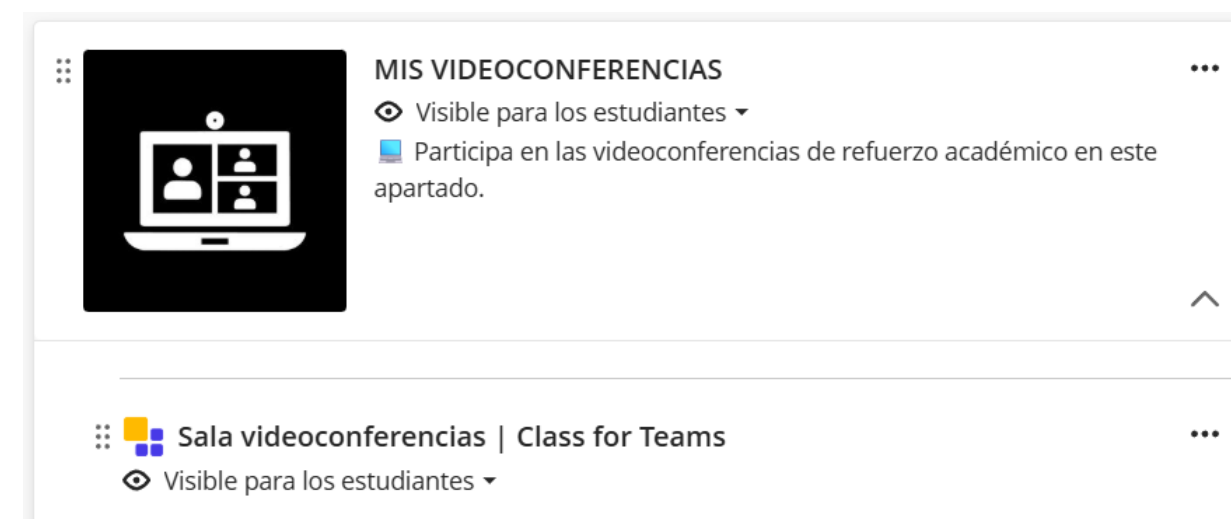 MIS VIDEOCONFERENCIAS
Visible para los estudiantes
Participa en las videoconferencias de refuerzo académico en este
apartado.
Sala videoconferencias | Class for Teams
Visible para los estudiantes